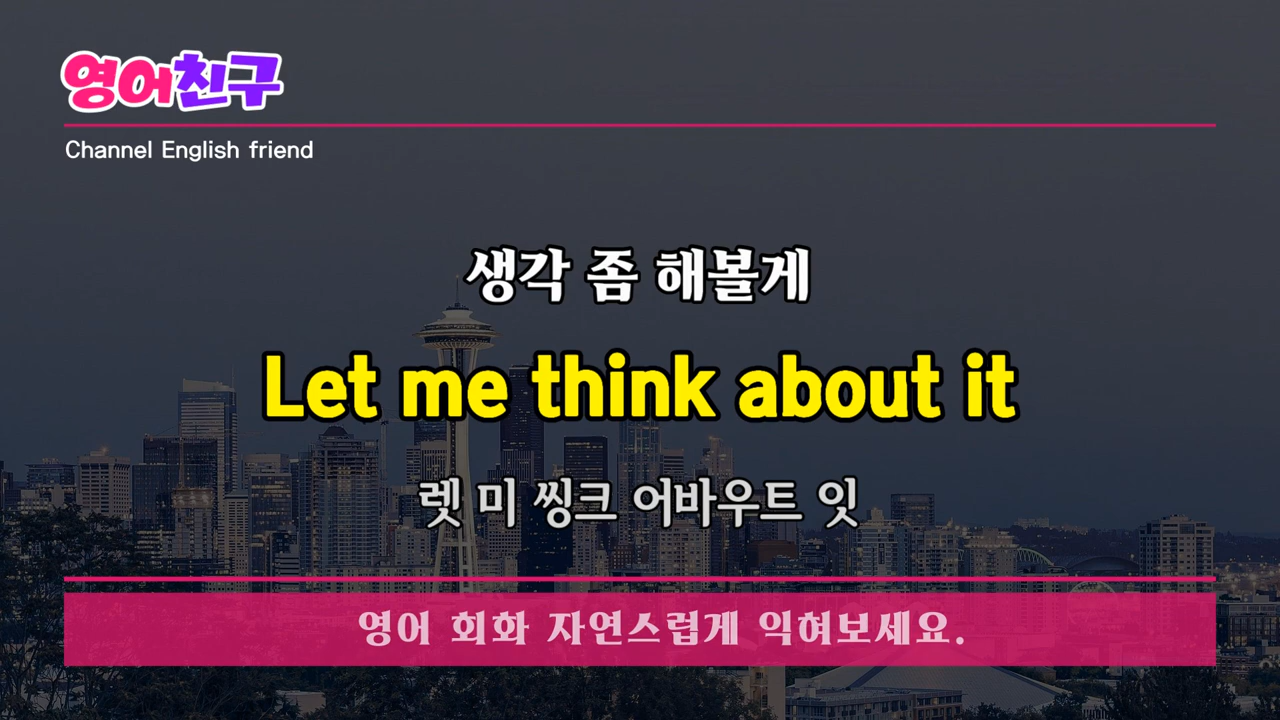 영어친구
Channel English friend
생각 좀 해볼게
Let me think about it
렛 미 씽크 어바우트 잇
영어 회화 자연스럽게 익혀보세요.